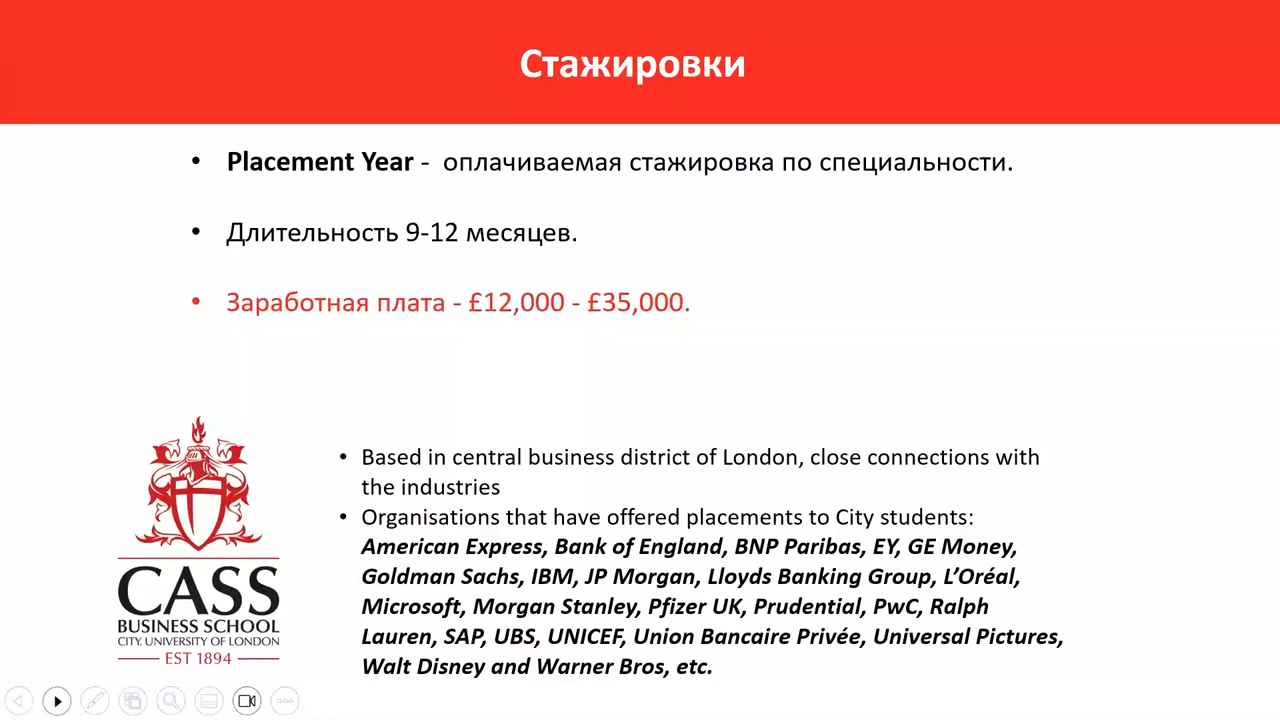 Стажировки
• Placement Year - оплачиваемая стажировка по специальности.
• Длительность 9-12 месяцев.
• Заработная плата - £12,000 - £35,000.
• Based in central business district of London, close connections with
the industries
• Organisations that have offered placements to City students:
American Express, Bank of England, BNP Paribas, EY, GE Money,
Goldman Sachs, IBM, JP Morgan, Lloyds Banking Group, L’Oréal,
Microsoft, Morgan Stanley, Pfizer UK, Prudential, PwC, Ralph
Lauren, SAP, UBS, UNICEF, Union Bancaire Privée, Universal Pictures,
Walt Disney and Warner Bros, etc.
CASS
BUSINESS SCHOOL
CITY, UNIVERSITY OF LONDON
EST 1894